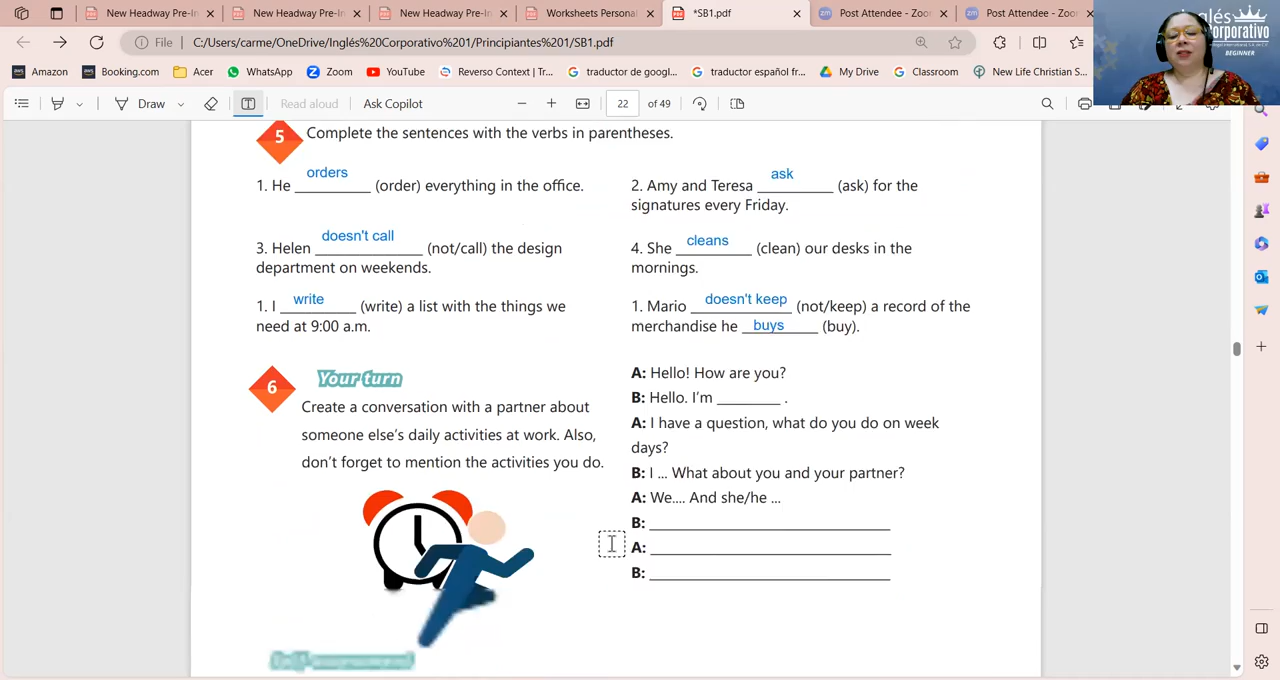 New Headway Pre-In
New Headway Pre-In
New Headway Pre-In
Worksheets Persona
*SB1.pdf
Post Attendee - Zoo
Post Attendee - Zoo
File
C:/Users/carme/OneDrive/Inglés%20Corporativo%201/Principiantes%201/SB1.pdf
Amazon
Booking.com
Acer
WhatsApp
Zoom
YouTube
Reverso Context | Tr...
traductor de googl...
traductor español fr...
My Drive
Classroom
New Life Christian S...
Draw
Read aloud
Ask Copilot
22
of 49
inglés
Corporativo
BEGINNER
5
Complete the sentences with the verbs in parentheses.
orders
1. He ________ (order) everything in the office.
ask
2. Amy and Teresa ________ (ask) for the
signatures every Friday.
doesn't call
3. Helen ____________ (not/call) the design
department on weekends.
cleans
4. She ________ (clean) our desks in the
mornings.
write
1. I ________ (write) a list with the things we
need at 9:00 a.m.
doesn't keep
1. Mario ____________ (not/keep) a record of the
buys
merchandise he ________ (buy).
6
Your turn
Create a conversation with a partner about
someone else's daily activities at work. Also,
don't forget to mention the activities you do.
A: Hello! How are you?
B: Hello. I'm _______ .
A: I have a question, what do you do on week
days?
B: I ... What about you and your partner?
A: We.... And she/he ...
B: __________________________
A: __________________________
B: __________________________